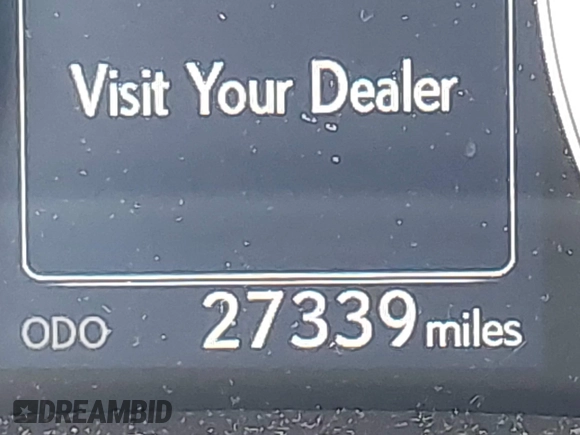 Visit Your Dealer
ODO 27339 miles
DREAMBID